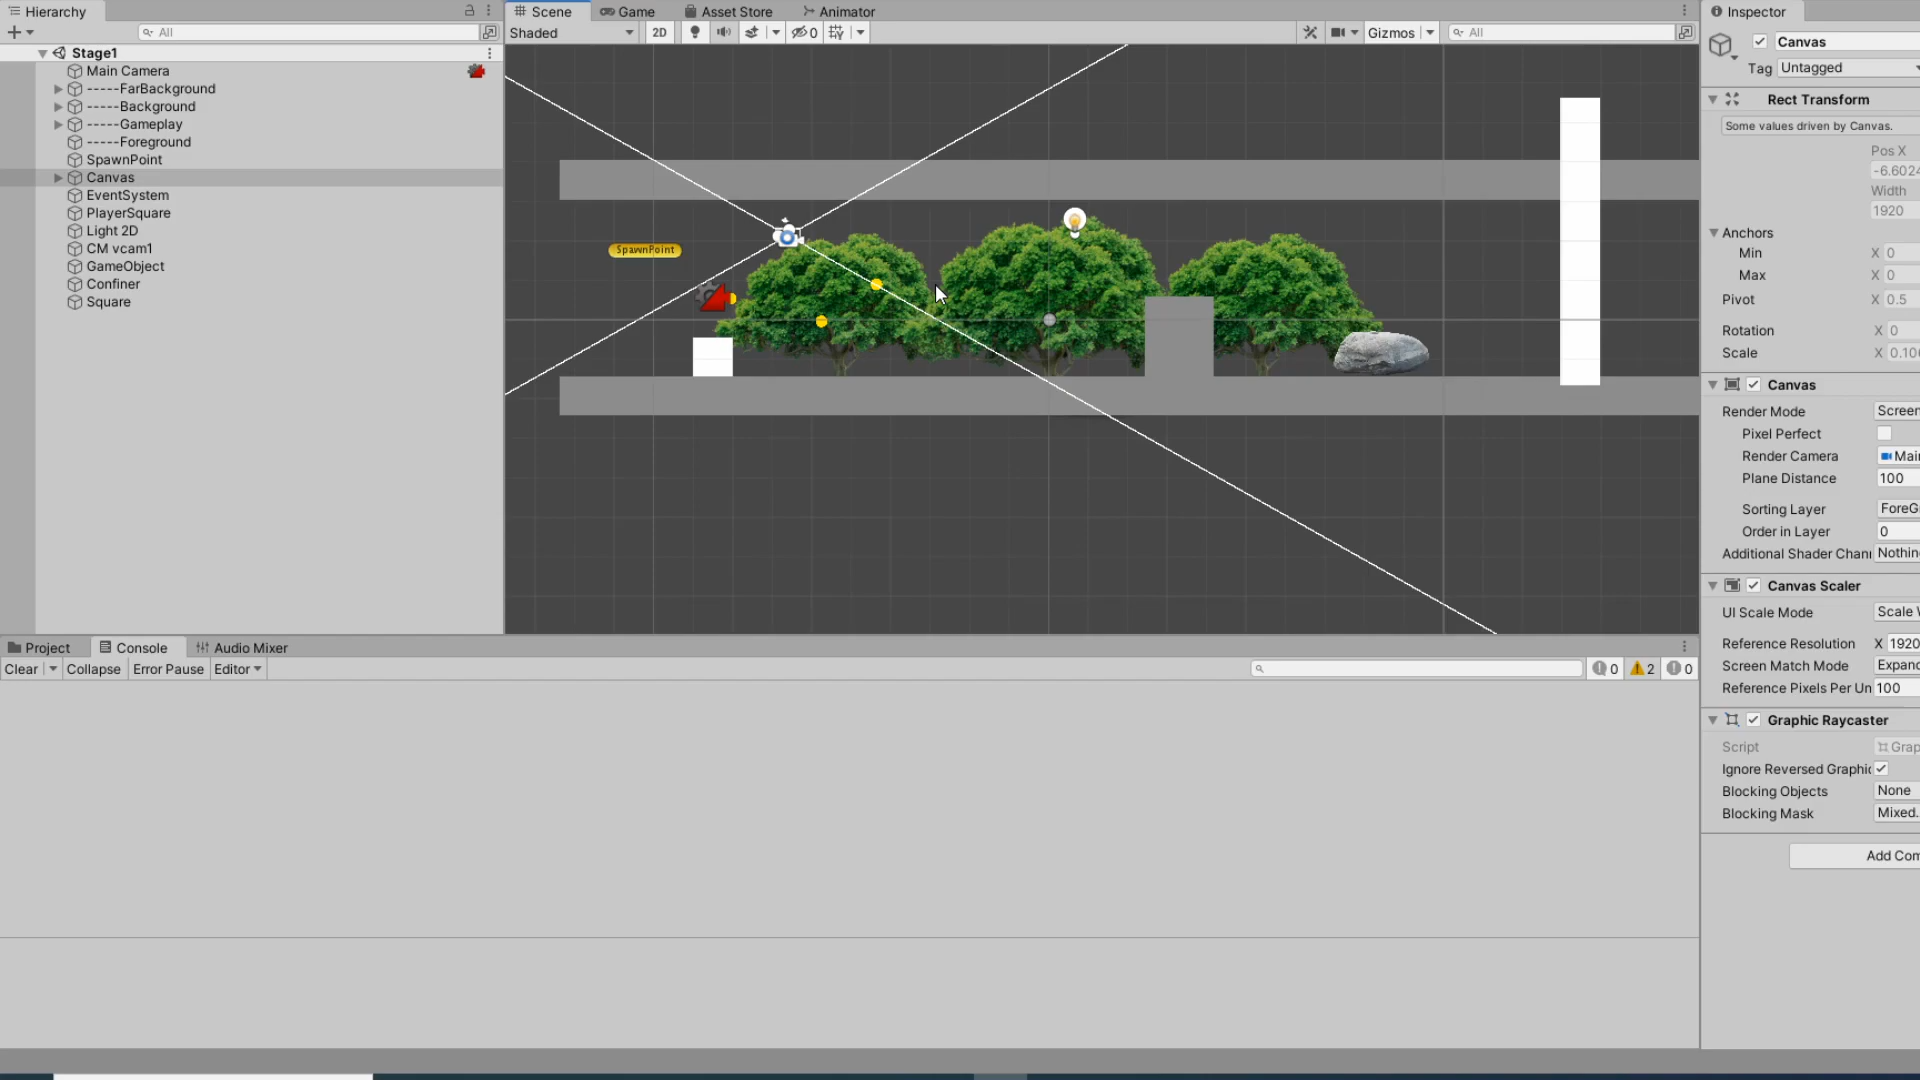 Hierarchy
All
Stage1
Main Camera
-----FarBackground
-----Background
-----Gameplay
-----Foreground
SpawnPoint
Canvas
EventSystem
PlayerSquare
Light 2D
CM vcam1
GameObject
Confiner
Square
Scene Game Asset Store Animator
Shaded 2D 0 Gizmos All
SpawnPoint
Project Console Audio Mixer
Clear Collapse Error Pause Editor 0 2 0
Inspector
Canvas
Tag Untagged
Rect Transform
Some values driven by Canvas.
Pos X
-6.6024
Width
1920
Anchors
Min X 0
Max X 0
Pivot X 0.5
Rotation X 0
Scale X 0.10
Canvas
Render Mode Screen
Pixel Perfect
Render Camera Mai
Plane Distance 100
Sorting Layer ForeG
Order in Layer 0
Additional Shader Chann Nothin
Canvas Scaler
UI Scale Mode Scale
Reference Resolution X 1920
Screen Match Mode Expand
Reference Pixels Per Un 100
Graphic Raycaster
Script Grap
Ignore Reversed Graphic
Blocking Objects None
Blocking Mask Mixed.
Add Com